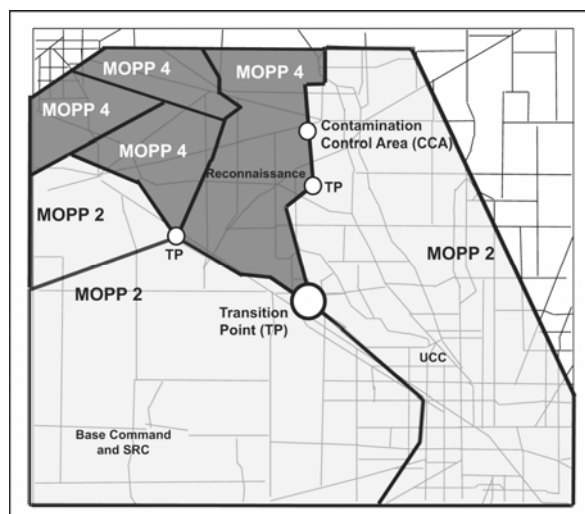 MOPP 4
MOPP 4
MOPP 4
MOPP 4
Contamination
Control Area (CCA)
Reconnaissance
TP
MOPP 2
TP
MOPP 2
MOPP 2
Transition
Point (TP)
UCC
Base Command
and SRC